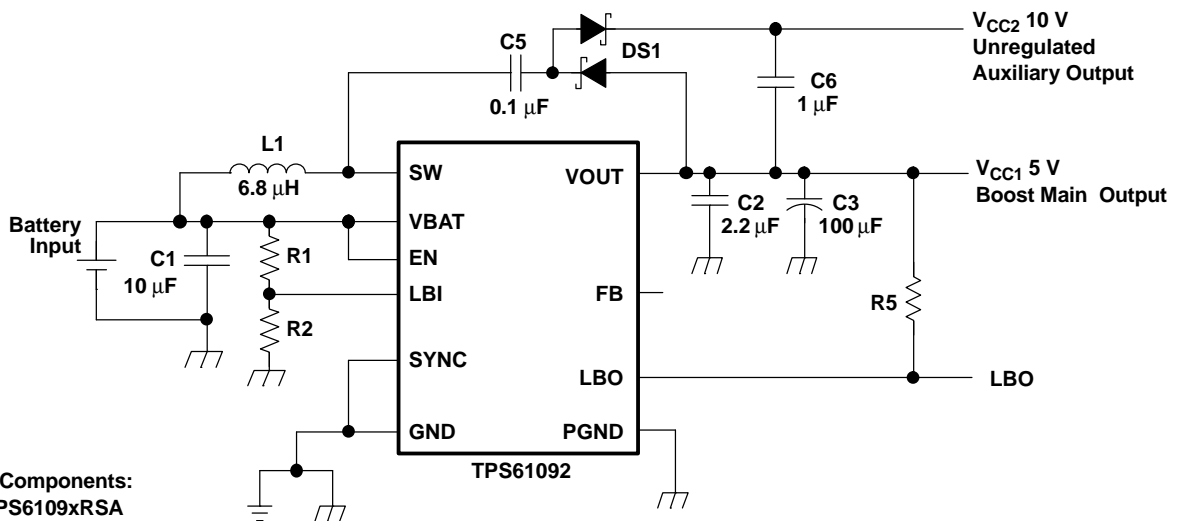 V_CC2 10 V
Unregulated
Auxiliary Output
C5
DS1
0.1 µF
C6
1 µF
L1
6.8 µH
SW
VOUT
V_CC1 5 V
Boost Main Output
C2
2.2 µF
C3
100 µF
Battery
Input
VBAT
C1
10 µF
R1
EN
LBI
FB
R5
R2
SYNC
LBO
LBO
GND
PGND
TPS61092
Components:
PS6109xRSA